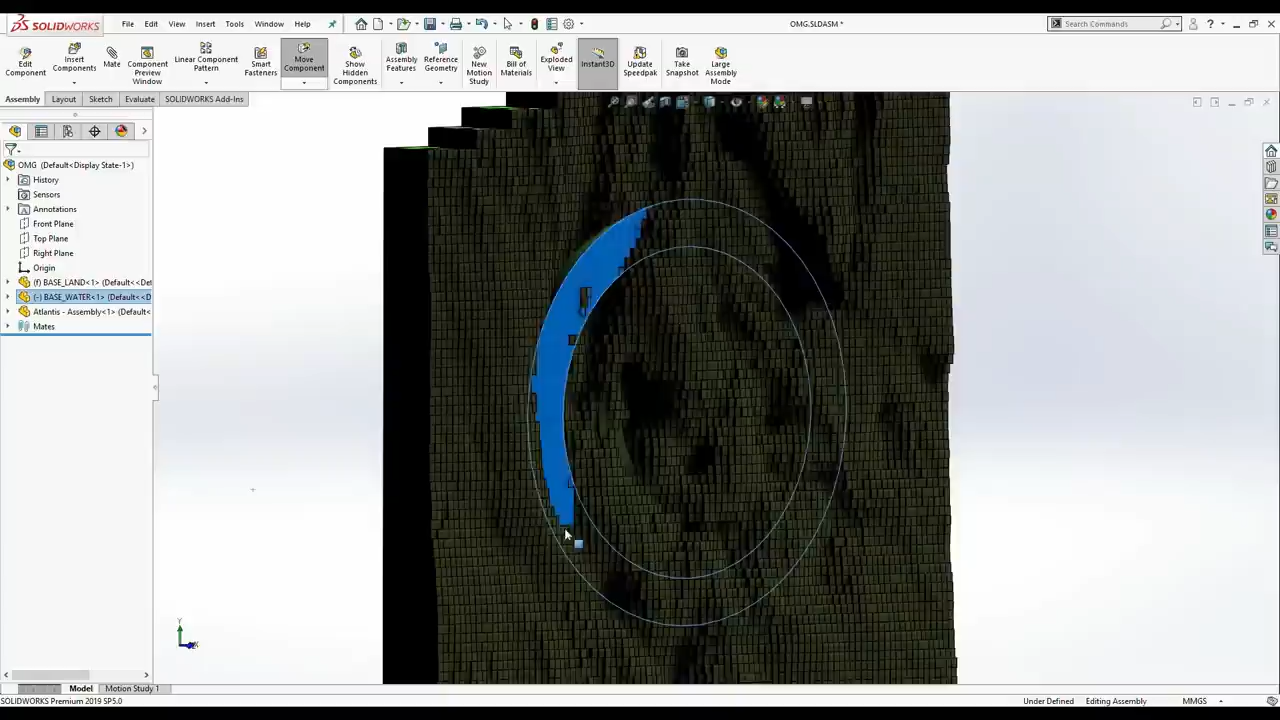 SOLIDWORKS
File Edit View Insert Tools Window Help
OMG.SLDASM *
Search Commands
Edit Component
Insert Components
Mate
Component Preview Window
Linear Component Pattern
Smart Fasteners
Move Component
Show Hidden Components
Assembly Features
Reference Geometry
New Motion Study
Bill of Materials
Exploded View
Instant3D
Update Speedpak
Take Snapshot
Large Assembly Mode
Assembly Layout Sketch Evaluate SOLIDWORKS Add-Ins
OMG (Default<Display State-1>)
History
Sensors
Annotations
Front Plane
Top Plane
Right Plane
Origin
(f) BASE_LAND<1> (Default<<Def
(-) BASE_WATER<1> (Default<<D
Atlantis - Assembly<1> (Default<
Mates
Y
Model Motion Study 1
SOLIDWORKS Premium 2019 SP5.0
Under Defined Editing Assembly MMGS